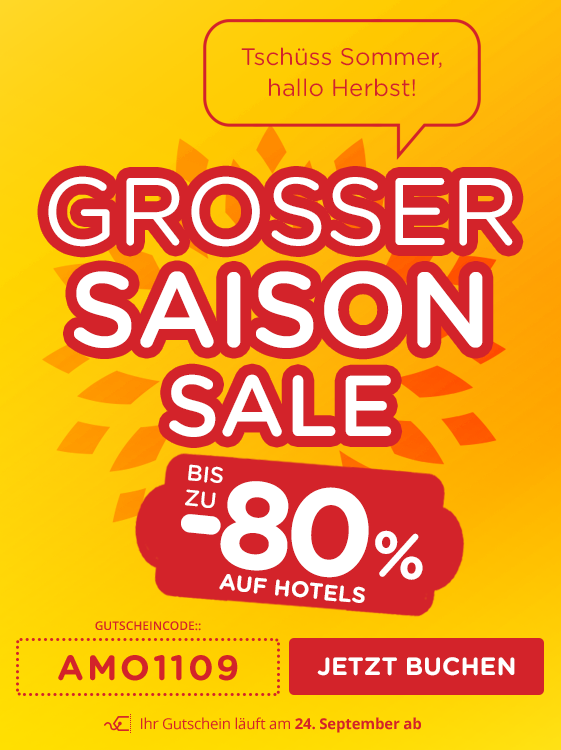 Tschüss Sommer,
hallo Herbst!
GROSSER
SAISON
SALE
BIS
ZU
-80%
AUF HOTELS
GUTSCHEINCODE::
AMO1109
JETZT BUCHEN
Ihr Gutschein läuft am 24. September ab